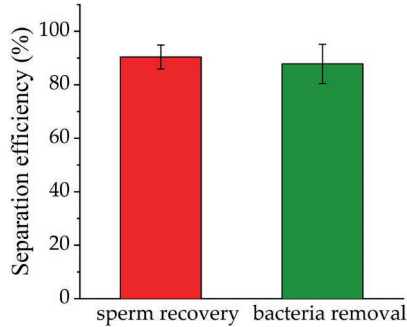 Separation efficiency (%)
100
80
60
40
20
0
sperm recovery
bacteria removal